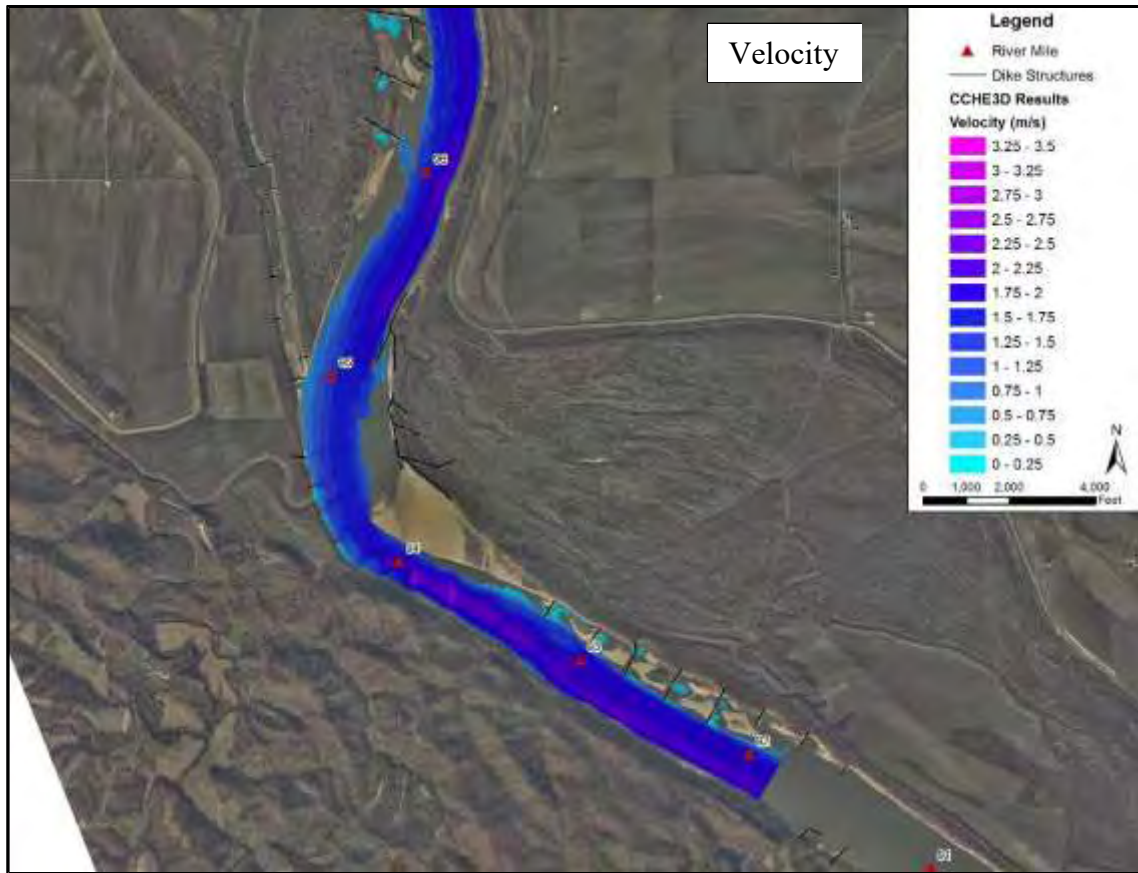 Velocity
Legend
River Mile
Dike Structures
CCHE3D Results
Velocity (m/s)
3.25 - 3.5
3 - 3.25
2.75 - 3
2.5 - 2.75
2.25 - 2.5
2 - 2.25
1.75 - 2
1.5 - 1.75
1.25 - 1.5
1 - 1.25
0.75 - 1
0.5 - 0.75
0.25 - 0.5
0 - 0.25
N
0 1,000 2,000 4,000
Feet